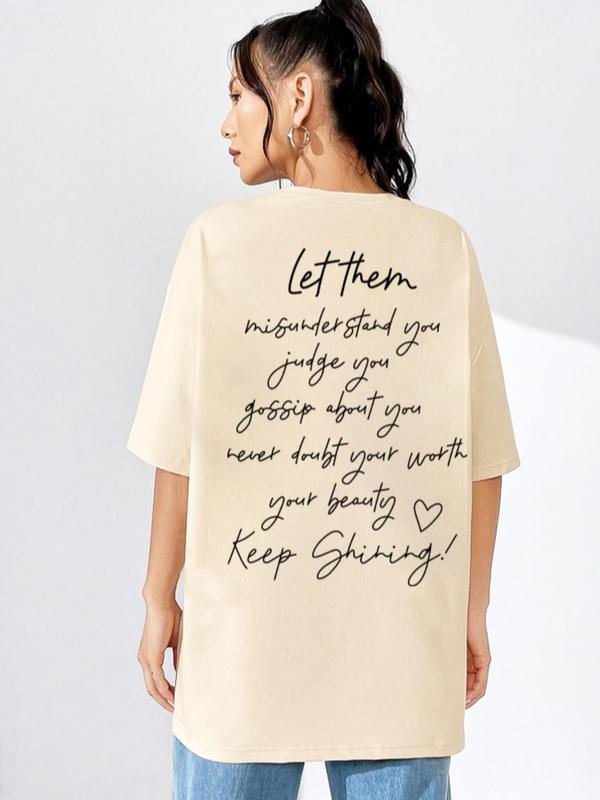 Let them
misunderstand you
judge you
gossip about you
never doubt your worth
your beauty
Keep Shining!